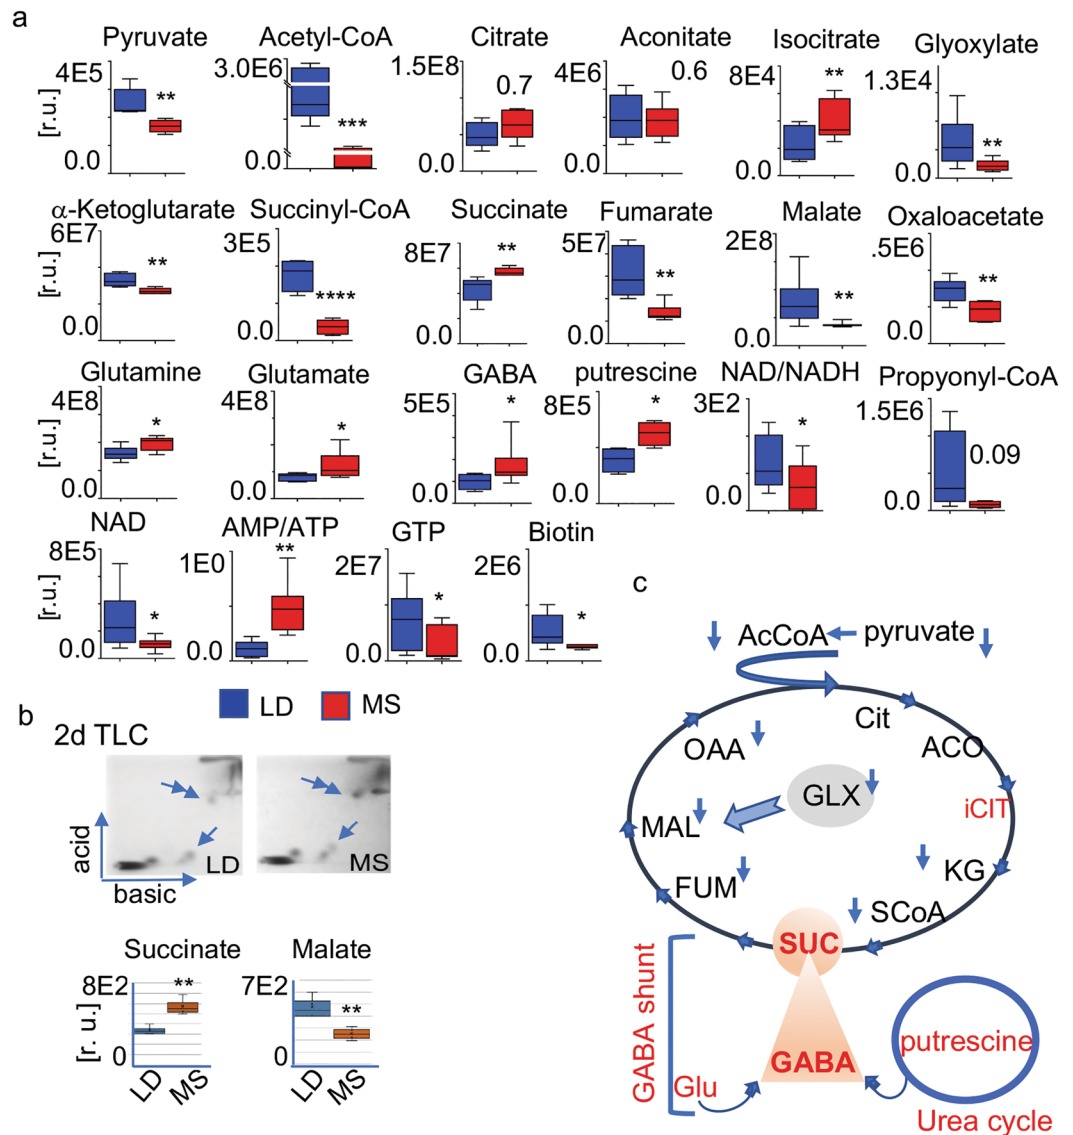 a
Pyruvate Acetyl-CoA Citrate Aconitate Isocitrate Glyoxylate
4E5 3.0E6 1.5E8 4E6 8E4 1.3E4
[r.u.] ** *** 0.7 0.6 ** **
0.0 0.0 0.0 0.0 0.0 0.0
α-Ketoglutarate Succinyl-CoA Succinate Fumarate Malate Oxaloacetate
6E7 3E5 8E7 5E7 2E8 .5E6
[r.u.] ** **** ** ** ** **
0.0 0.0 0.0 0.0 0.0 0.0
Glutamine Glutamate GABA putrescine NAD/NADH Propyonyl-CoA
4E8 4E8 5E5 8E5 3E2 1.5E6
[r.u.] * * * * * 0.09
0.0 0.0 0.0 0.0 0.0 0.0
NAD AMP/ATP GTP Biotin
8E5 1E0 2E7 2E6
[r.u.] * ** * *
0.0 0.0 0.0 0.0
LD MS
b
2d TLC
acid
LD MS
basic
Succinate Malate
8E2 7E2
[r. u.] ** **
0 0
LD MS LD MS
c
AcCoA pyruvate
Cit
OAA ACO
GLX iCIT
MAL
KG
FUM
SCoA
SUC
GABA shunt
putrescine
GABA
Glu
Urea cycle